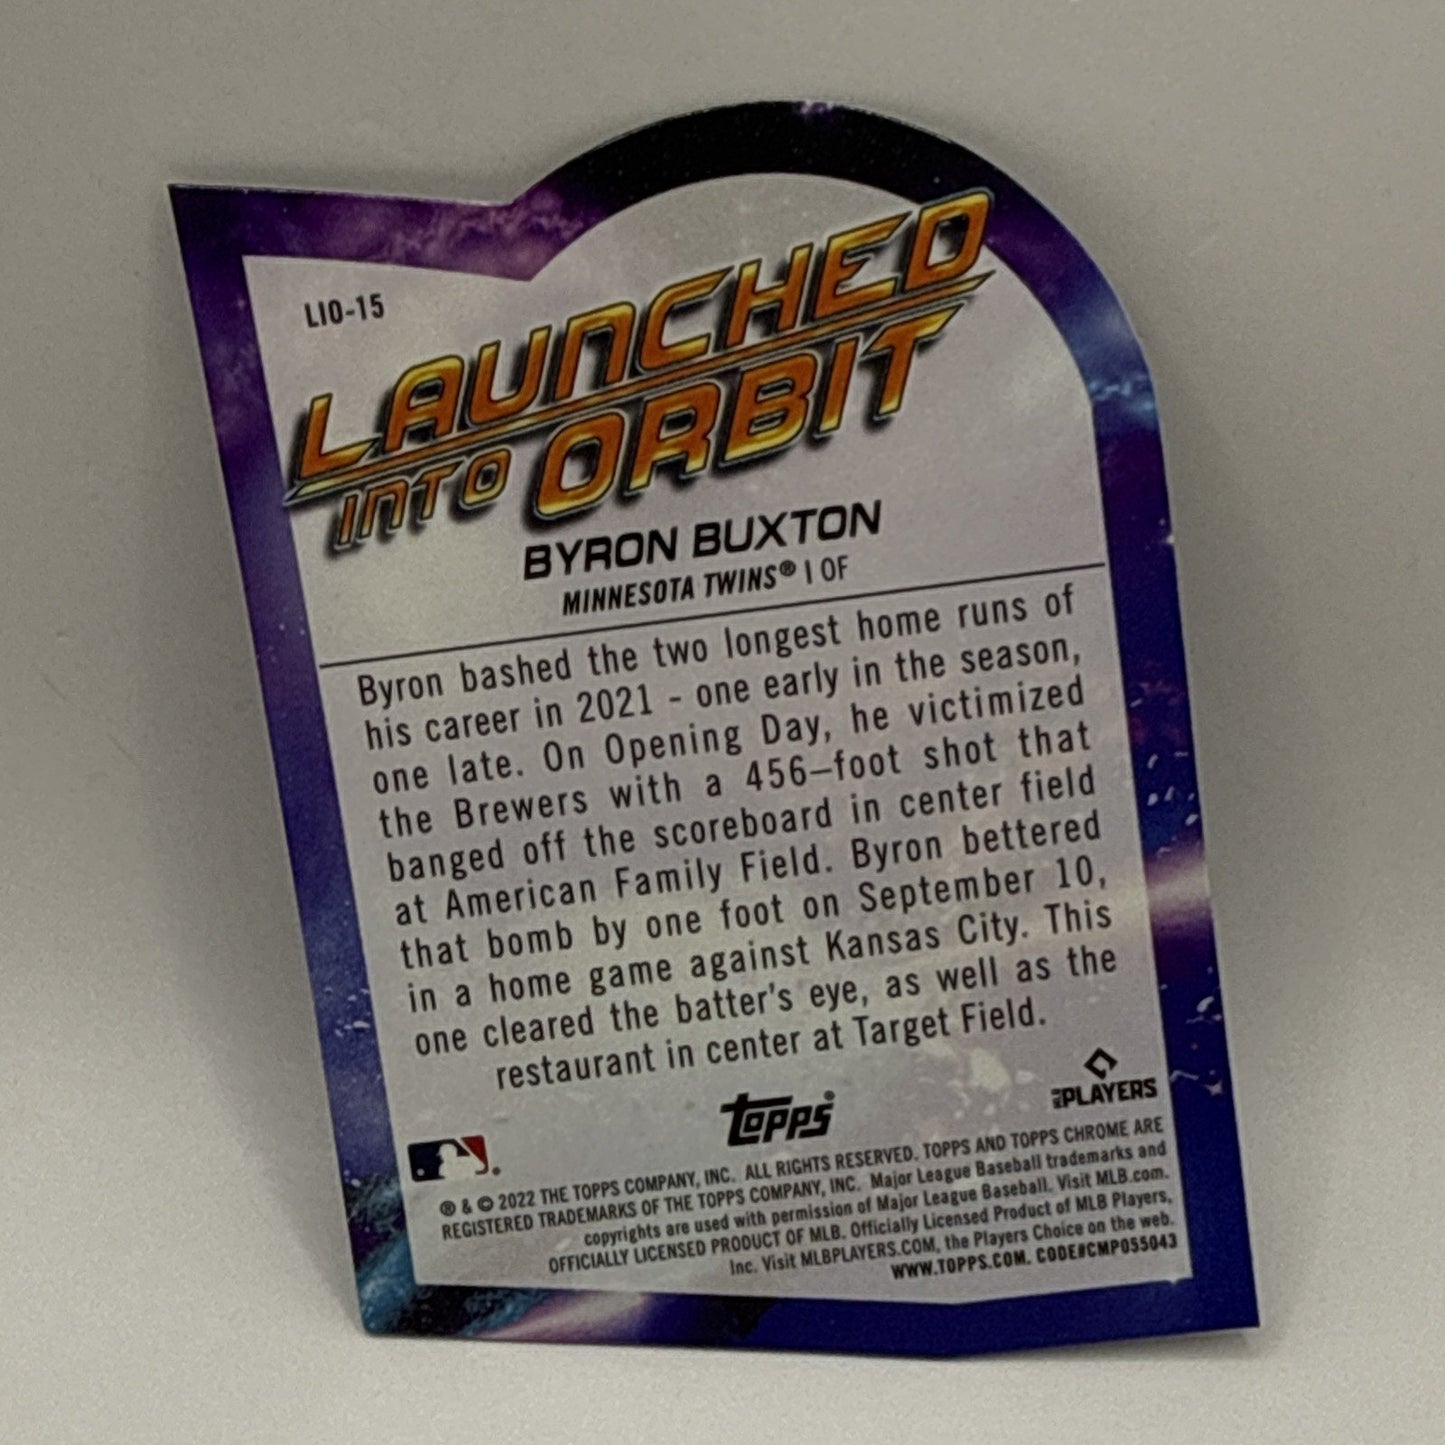 LIO-15
LAUNCHED
INTO ORBIT
BYRON BUXTON
MINNESOTA TWINS® | OF
Byron bashed the two longest home runs of
his career in 2021 - one early in the season,
one late. On Opening Day, he victimized
the Brewers with a 456–foot shot that
banged off the scoreboard in center field
at American Family Field. Byron bettered
that bomb by one foot on September 10,
in a home game against Kansas City. This
one cleared the batter's eye, as well as the
restaurant in center at Target Field.
topps®
PLAYERS
® & © 2022 THE TOPPS COMPANY, INC. ALL RIGHTS RESERVED. TOPPS AND TOPPS CHROME ARE
REGISTERED TRADEMARKS OF THE TOPPS COMPANY, INC. Major League Baseball trademarks and
copyrights are used with permission of Major League Baseball. Visit MLB.com.
OFFICIALLY LICENSED PRODUCT OF MLB. Officially Licensed Product of MLB Players,
Inc. Visit MLBPLAYERS.COM, the Players Choice on the web.
WWW.TOPPS.COM. CODE#CMP055043